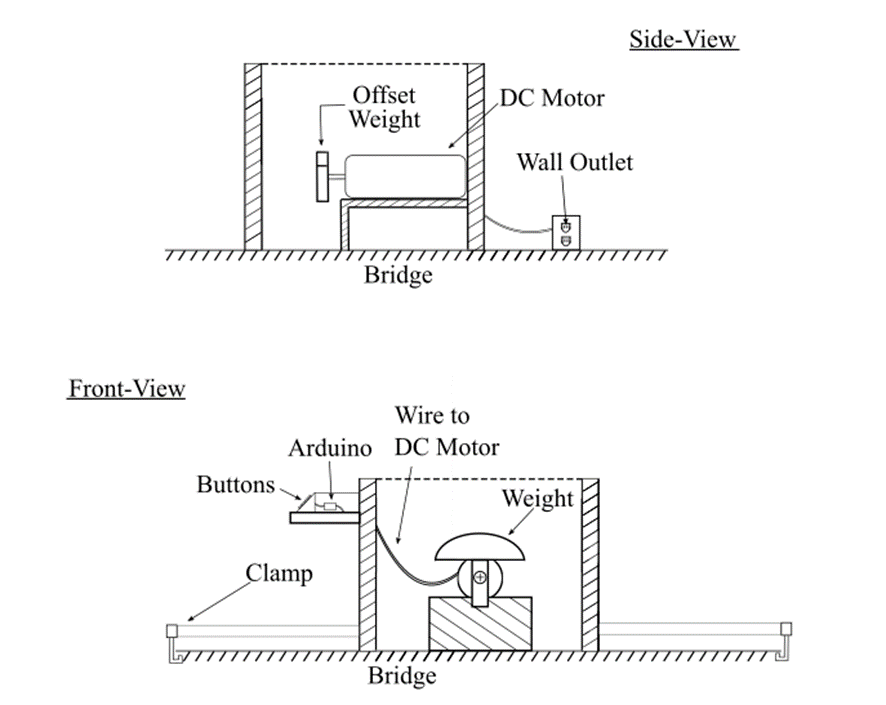 Side-View
Offset
Weight
DC Motor
Wall Outlet
Bridge
Front-View
Wire to
DC Motor
Arduino
Buttons
Weight
Clamp
Bridge